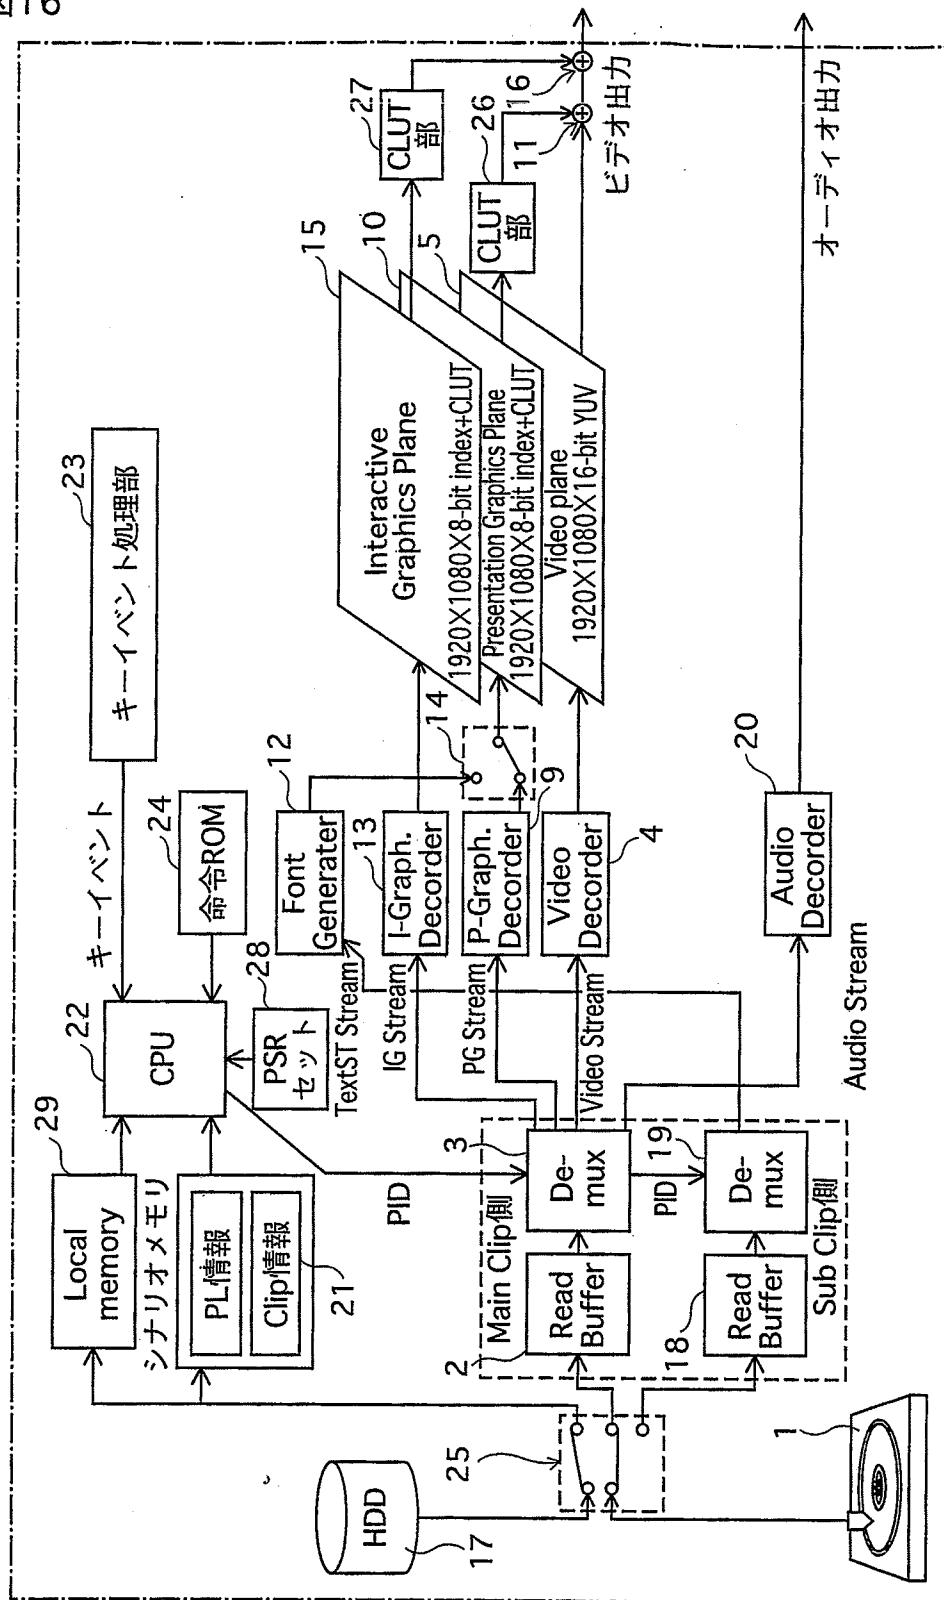 図16
27
CLUT
部
16
26
CLUT
部
11
ビデオ出力
オーディオ出力
15
10
5
Interactive
Graphics Plane
1920×1080×8-bit index+CLUT
Presentation Graphics Plane
1920×1080×8-bit index+CLUT
Video plane
1920×1080×16-bit YUV
23
キーイベント処理部
キーイベント
24
命令ROM
22
CPU
28
PSR
セット
29
Local
memory
シナリオメモリ
PL情報
Clip情報
21
12
Font
Generater
13
I-Graph.
Decorder
14
P-Graph.
Decorder
9
Video
Decorder
4
20
Audio
Decorder
TextST Stream
IG Stream
PG Stream
Video Stream
Audio Stream
PID
Main Clip側
3
De-
mux
2
Read
Buffer
PID
19
De-
mux
18
Read
Buffer
Sub Clip側
25
HDD
17
1